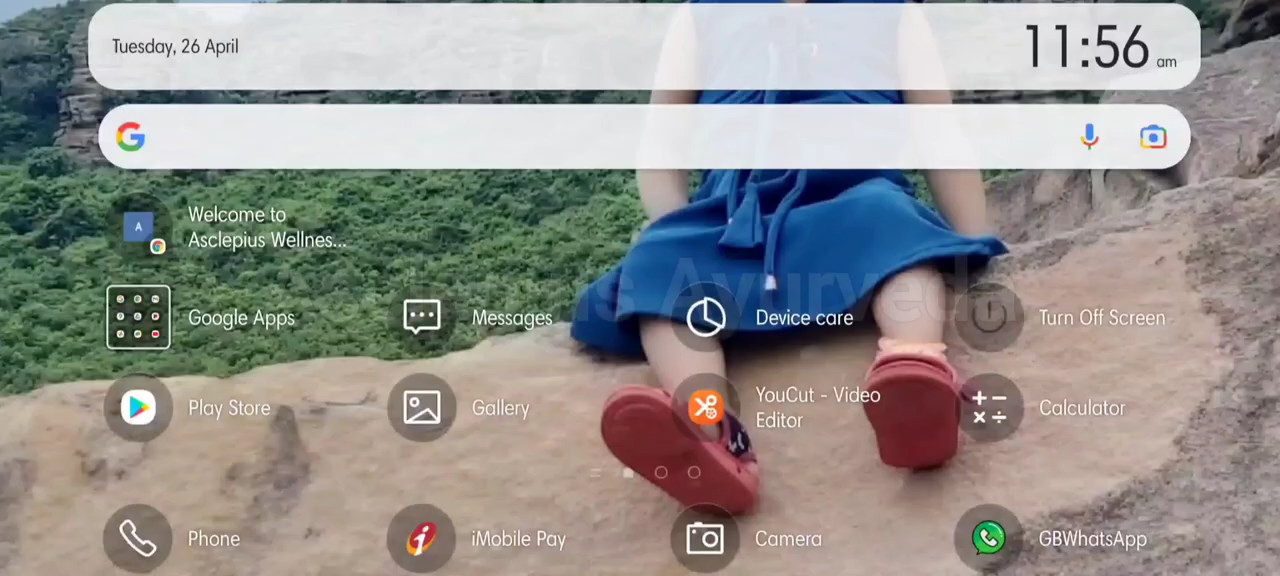 Tuesday, 26 April
11:56 am
Welcome to
Asclepius Wellnes...
Google Apps
Messages
Device care
Turn Off Screen
Play Store
Gallery
YouCut - Video
Editor
Calculator
Phone
iMobile Pay
Camera
GBWhatsApp